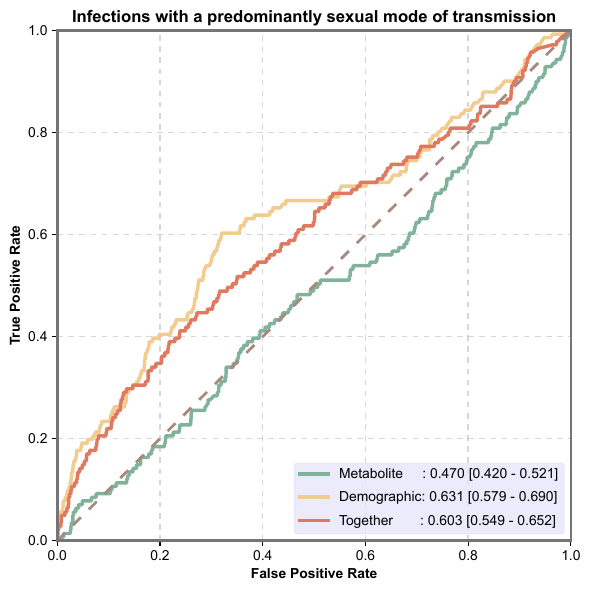 Infections with a predominantly sexual mode of transmission
1.0
0.8
0.6
0.4
0.2
0.0
True Positive Rate
Metabolite : 0.470 [0.420 - 0.521]
Demographic: 0.631 [0.579 - 0.690]
Together : 0.603 [0.549 - 0.652]
0.0 0.2 0.4 0.6 0.8 1.0
False Positive Rate